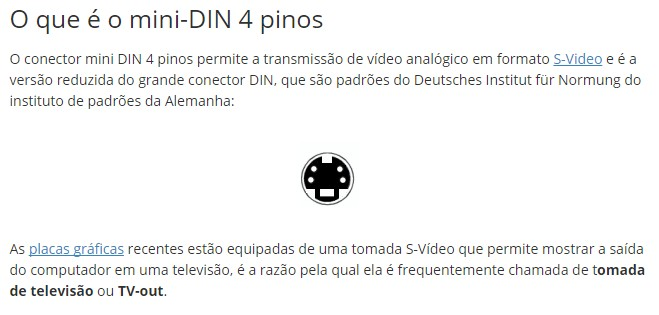 O que é o mini-DIN 4 pinos
O conector mini DIN 4 pinos permite a transmissão de vídeo analógico em formato S-Video e é a
versão reduzida do grande conector DIN, que são padrões do Deutsches Institut für Normung do
instituto de padrões da Alemanha:
As placas gráficas recentes estão equipadas de uma tomada S-Vídeo que permite mostrar a saída
do computador em uma televisão, é a razão pela qual ela é frequentemente chamada de tomada
de televisão ou TV-out.